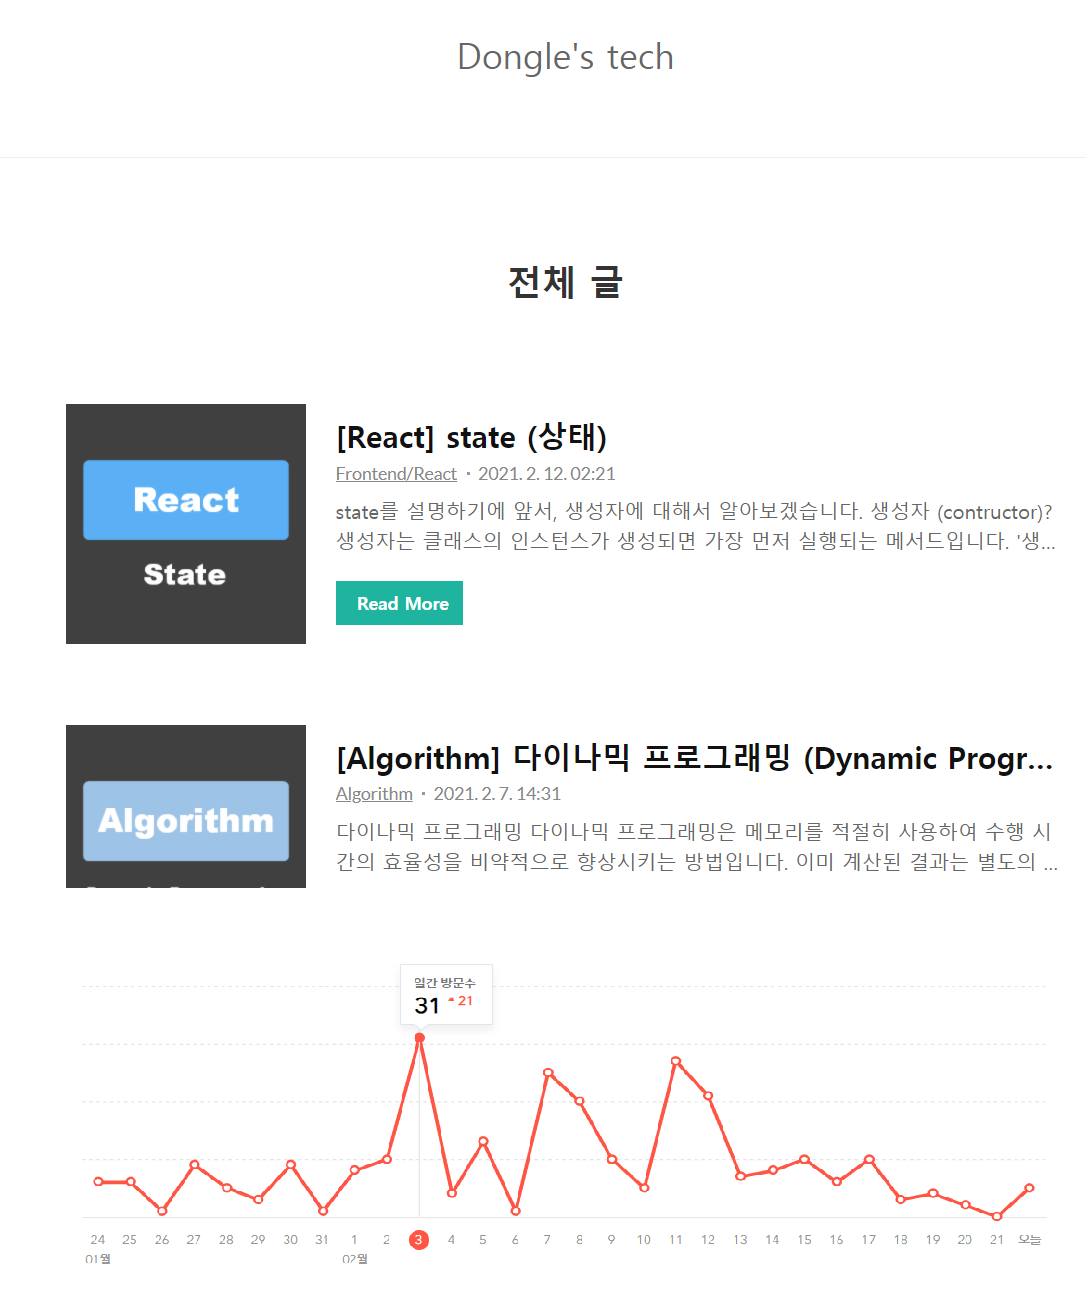 Dongle's tech
전체 글
React
State
[React] state (상태)
Frontend/React · 2021. 2. 12. 02:21
state를 설명하기에 앞서, 생성자에 대해서 알아보겠습니다. 생성자 (contructor)?
생성자는 클래스의 인스턴스가 생성되면 가장 먼저 실행되는 메서드입니다. '생...
Read More
Algorithm
[Algorithm] 다이나믹 프로그래밍 (Dynamic Progr...
Algorithm · 2021. 2. 7. 14:31
다이나믹 프로그래밍 다이나믹 프로그래밍은 메모리를 적절히 사용하여 수행 시
간의 효율성을 비약적으로 향상시키는 방법입니다. 이미 계산된 결과는 별도의 ...
일간 방문수
31 21
24 25 26 27 28 29 30 31 1 2 3 4 5 6 7 8 9 10 11 12 13 14 15 16 17 18 19 20 21 오늘
01월 02월